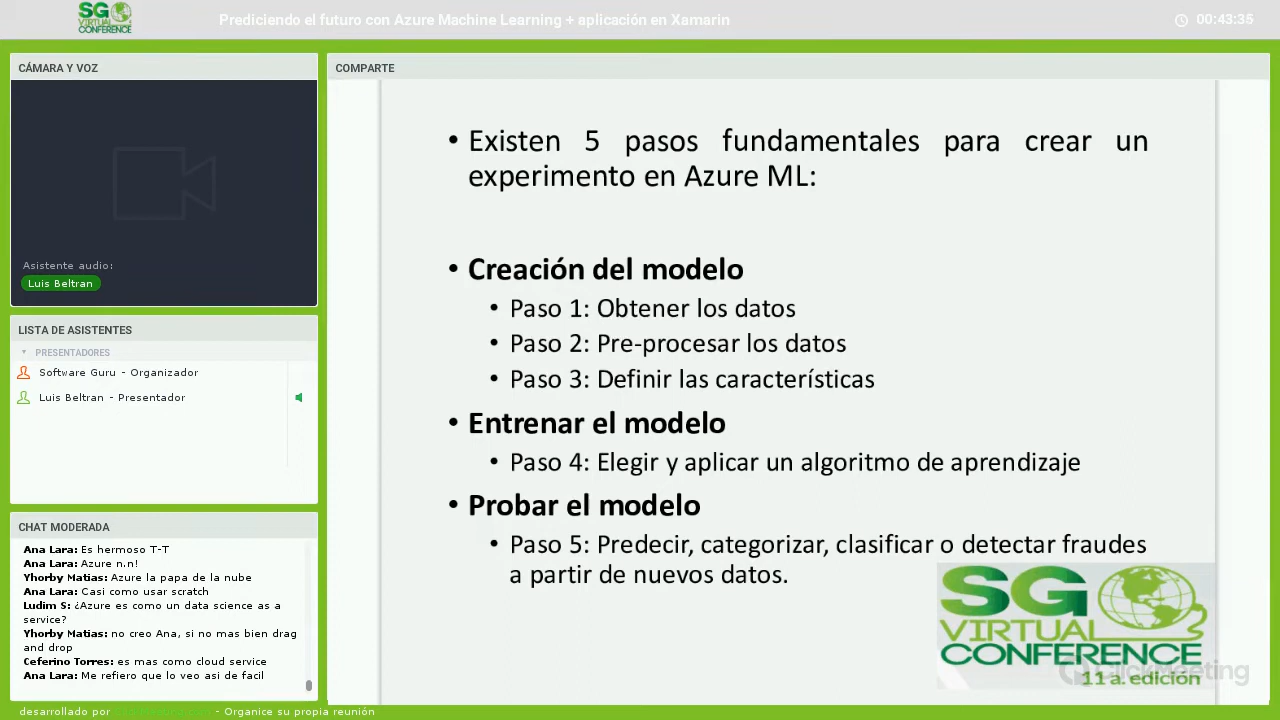 SG
VIRTUAL
CONFERENCE
Prediciendo el futuro con Azure Machine Learning + aplicación en Xamarin
00:43:35
CÁMARA Y VOZ
Asistente audio:
Luis Beltran
LISTA DE ASISTENTES
PRESENTADORES
Software Guru - Organizador
Luis Beltran - Presentador
CHAT MODERADA
Ana Lara: Es hermoso T-T
Ana Lara: Azure n.n!
Yhorby Matias: Azure la papa de la nube
Ana Lara: Casi como usar scratch
Ludim S: ¿Azure es como un data science as a
service?
Yhorby Matias: no creo Ana, si no mas bien drag
and drop
Ceferino Torres: es mas como cloud service
Ana Lara: Me refiero que lo veo asi de facil
desarrollado por
- Organice su propia reunión
COMPARTE
• Existen 5 pasos fundamentales para crear un
experimento en Azure ML:
• Creación del modelo
• Paso 1: Obtener los datos
• Paso 2: Pre-procesar los datos
• Paso 3: Definir las características
• Entrenar el modelo
• Paso 4: Elegir y aplicar un algoritmo de aprendizaje
• Probar el modelo
• Paso 5: Predecir, categorizar, clasificar o detectar fraudes
a partir de nuevos datos.
SG
VIRTUAL
CONFERENCE
ClickMeeting
11 a. edición